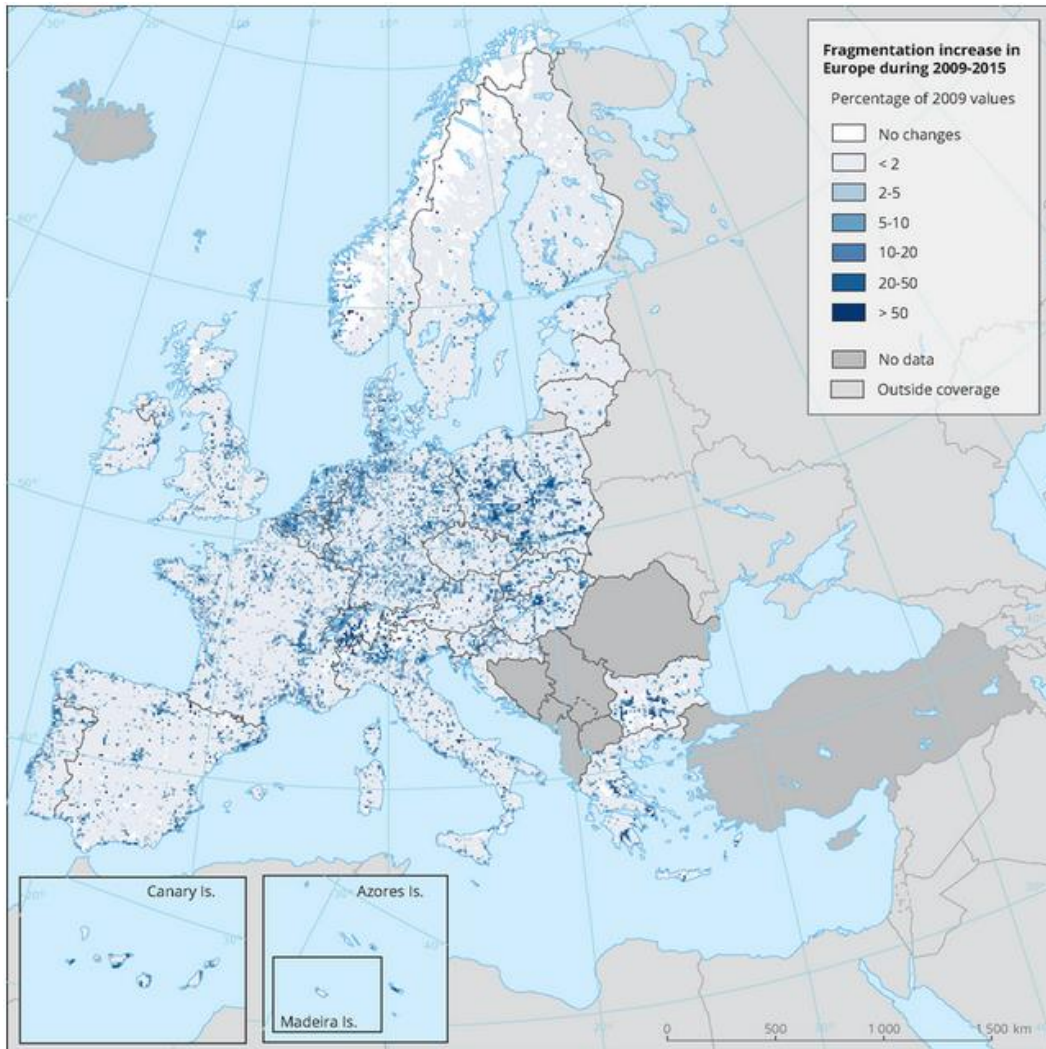 Fragmentation increase in
Europe during 2009-2015
Percentage of 2009 values
No changes
< 2
2-5
5-10
10-20
20-50
> 50
No data
Outside coverage
Canary Is.
Azores Is.
Madeira Is.
0 500 1 000 1 500 km